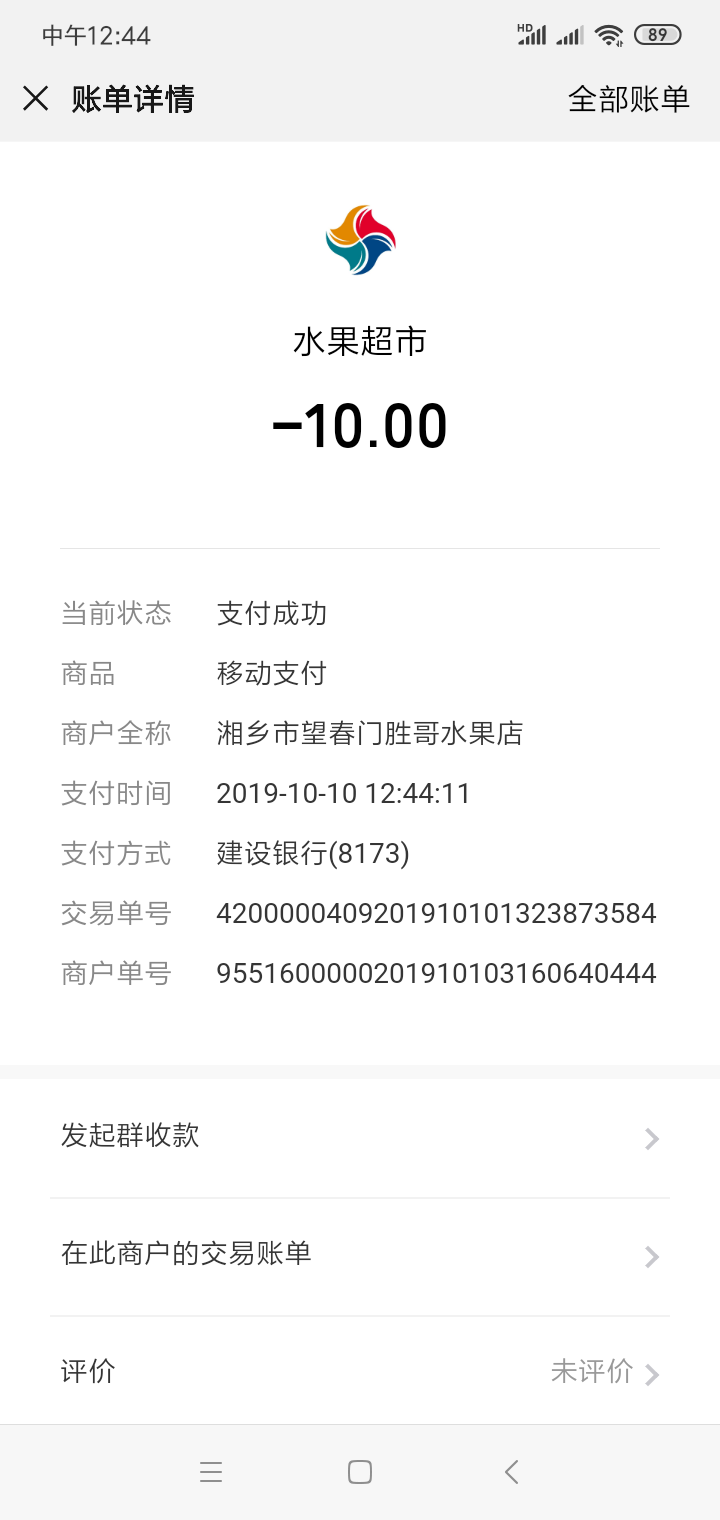 中午12:44
HD
89
账单详情
全部账单
水果超市
−10.00
当前状态 支付成功
商品 移动支付
商户全称 湘乡市望春门胜哥水果店
支付时间 2019-10-10 12:44:11
支付方式 建设银行(8173)
交易单号 4200000409201910101323873584
商户单号 9551600000201910103160640444
发起群收款
在此商户的交易账单
评价 未评价